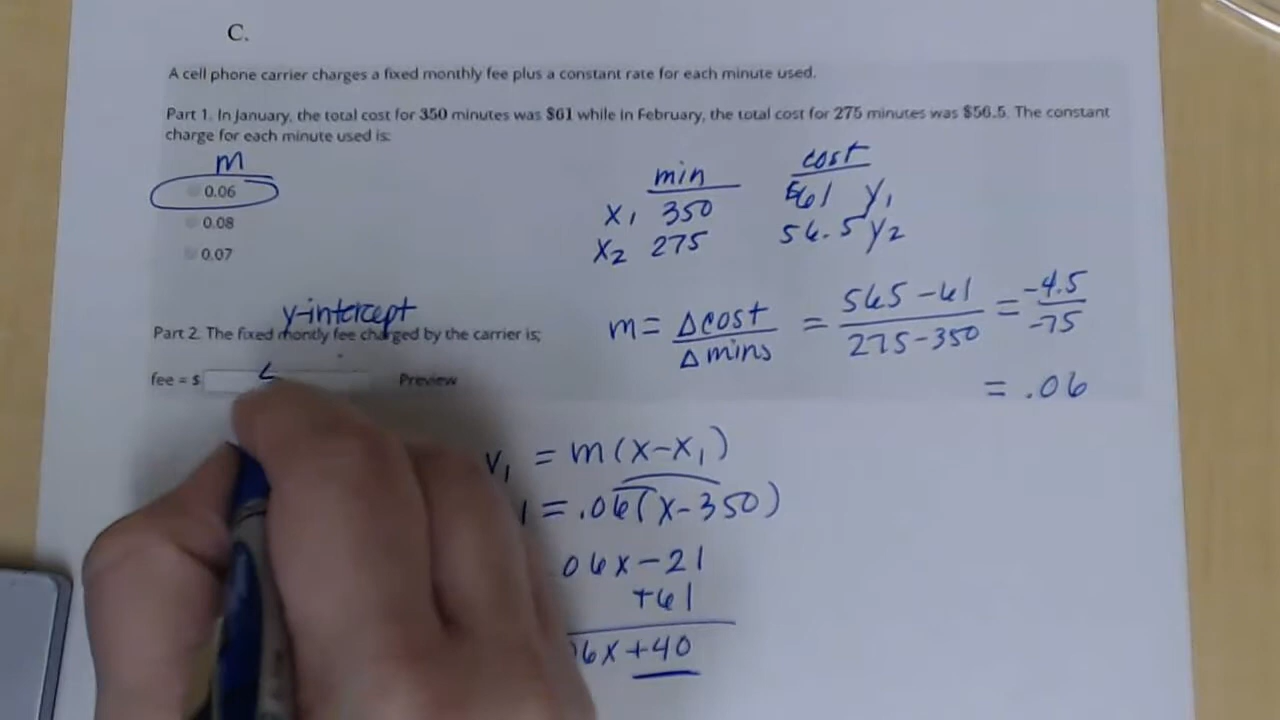 C.
A cell phone carrier charges a fixed monthly fee plus a constant rate for each minute used.
Part 1. In January, the total cost for 350 minutes was $61 while in February, the total cost for 275 minutes was $56.5. The constant
charge for each minute used is:
m
0.06
0.08
0.07
min cost
x1 350 $61 y1
x2 275 56.5 y2
m = Δcost/Δmins = 56.5-61/275-350 = -4.5/-75
= .06
y-intercept
Part 2. The fixed montly fee charged by the carrier is;
fee = $ Preview
y1 = m(x-x1)
1 = .06(x-350)
06x-21
+61
6x+40